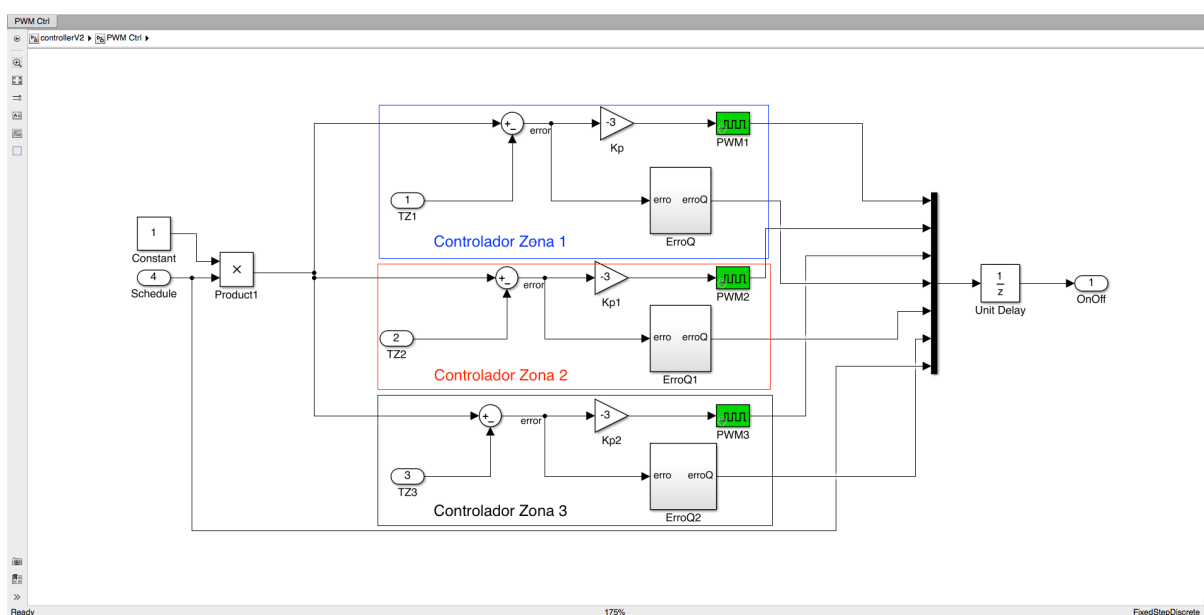 PWM Ctrl
controllerV2 PWM Ctrl
-3
error
Kp
PWM1
1
TZ1
erro erroQ
ErroQ
Controlador Zona 1
1
Constant
4
Schedule
×
Product1
-3
error
Kp1
PWM2
2
TZ2
erro erroQ
ErroQ1
Controlador Zona 2
-3
error
Kp2
PWM3
3
TZ3
erro erroQ
ErroQ2
Controlador Zona 3
1
z
Unit Delay
1
OnOff
Ready 175% FixedStepDiscrete